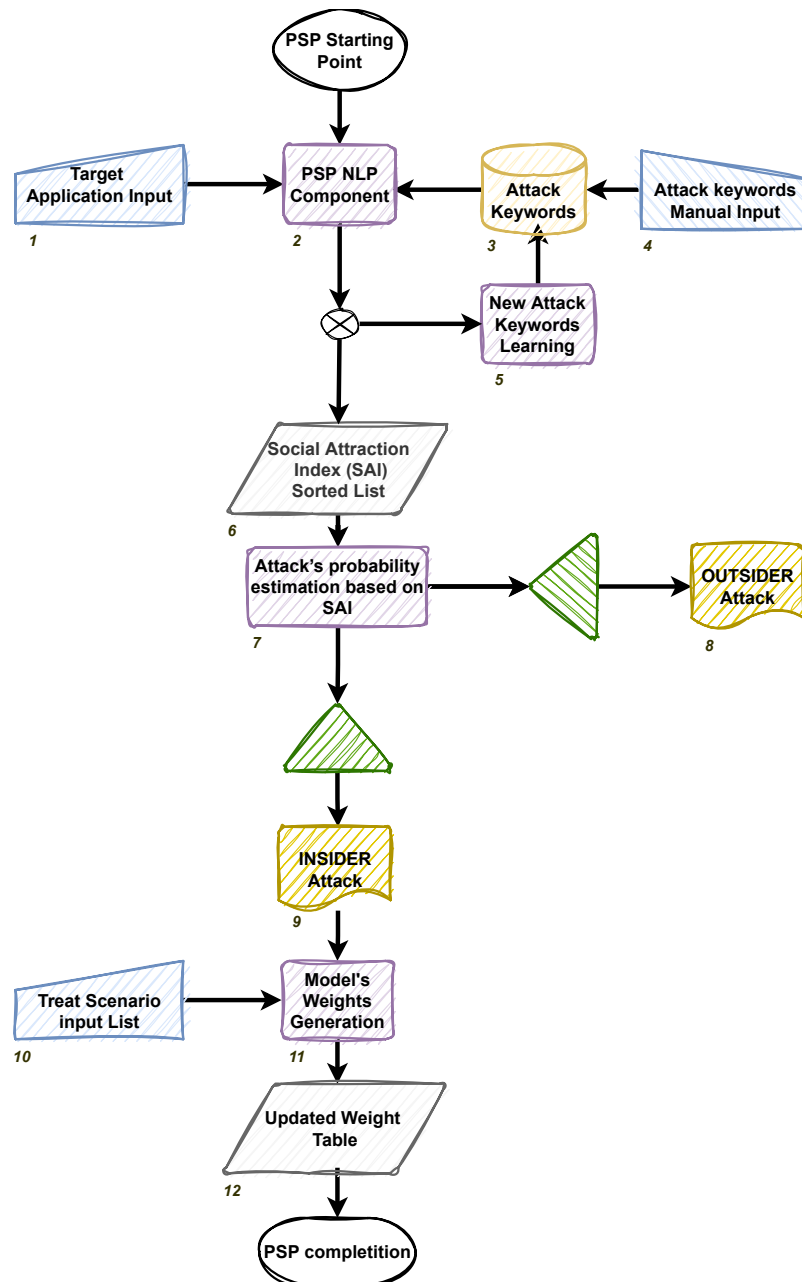 PSP Starting
Point
Target
Application Input
1
PSP NLP
Component
2
Attack
Keywords
3
Attack keywords
Manual Input
4
New Attack
Keywords
Learning
5
Social Attraction
Index (SAI)
Sorted List
6
Attack's probability
estimation based on
SAI
7
OUTSIDER
Attack
8
INSIDER
Attack
9
Treat Scenario
input List
10
Model's
Weights
Generation
11
Updated Weight
Table
12
PSP completition